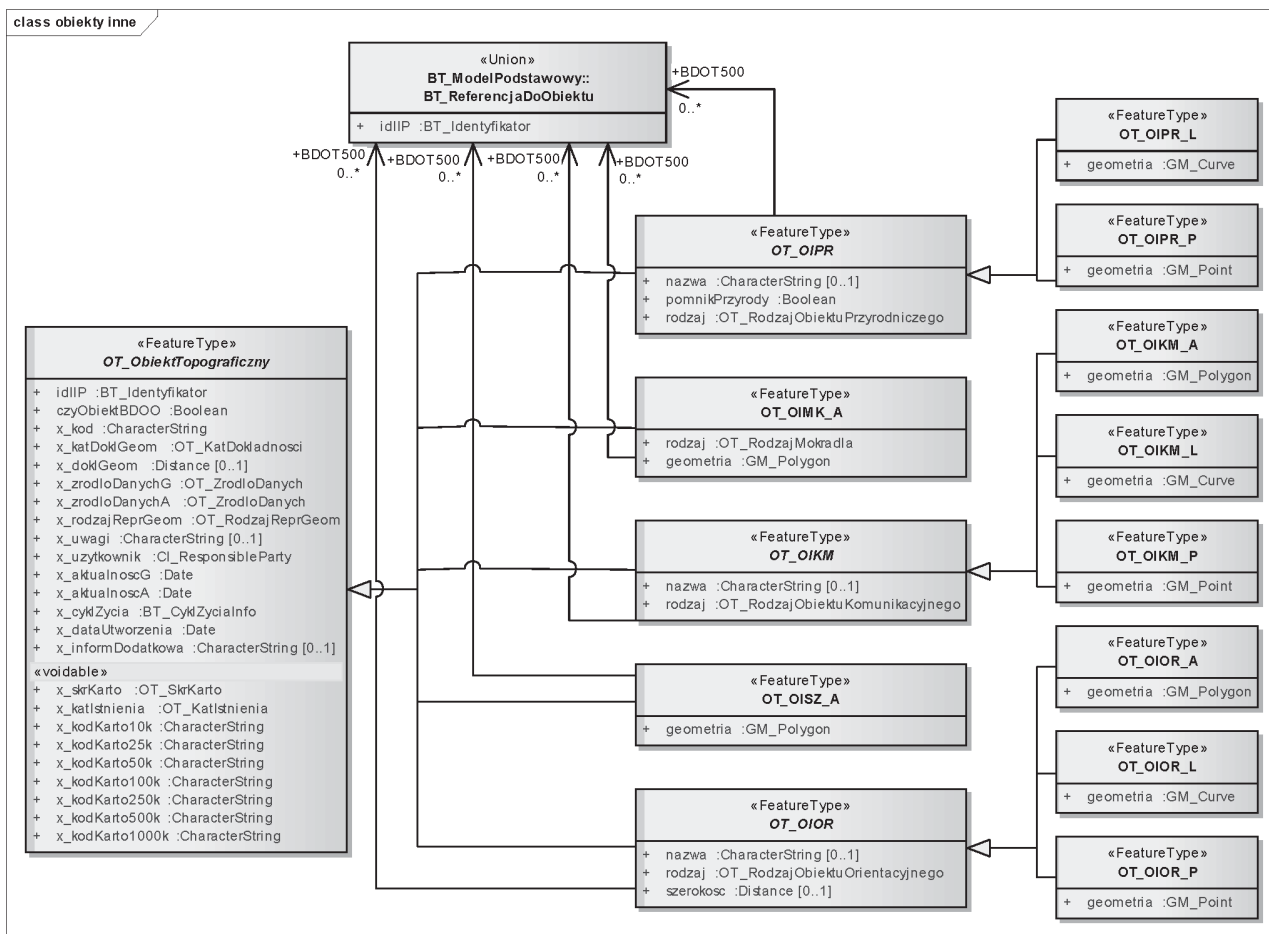 class obiekty inne
«Union»
BT_ModelPodstawowy::
BT_ReferencjaDoObiektu
+ idIIP :BT_Identyfikator
+BDOT500
0..*
+BDOT500
0..*
+BDOT500
0..*
+BDOT500
0..*
+BDOT500
0..*
«FeatureType»
OT_OIPR_L
+ geometria :GM_Curve
«FeatureType»
OT_OIPR_P
+ geometria :GM_Point
«FeatureType»
OT_OIPR
+ nazwa :CharacterString [0..1]
+ pomnikPrzyrody :Boolean
+ rodzaj :OT_RodzajObiektuPrzyrodniczego
«FeatureType»
OT_ObiektTopograficzny
+ idIIP :BT_Identyfikator
+ czyObiektBDOO :Boolean
+ x_kod :CharacterString
+ x_katDoklGeom :OT_KatDokladnosci
+ x_doklGeom :Distance [0..1]
+ x_zrodloDanychG :OT_ZrodloDanych
+ x_zrodloDanychA :OT_ZrodloDanych
+ x_rodzajReprGeom :OT_RodzajReprGeom
+ x_uwagi :CharacterString [0..1]
+ x_uzytkownik :CI_ResponsibleParty
+ x_aktualnoscG :Date
+ x_aktualnoscA :Date
+ x_cyklZycia :BT_CyklZyciaInfo
+ x_dataUtworzenia :Date
+ x_informDodatkowa :CharacterString [0..1]
«voidable»
+ x_skrKarto :OT_SkrKarto
+ x_katIstnienia :OT_KatIstnienia
+ x_kodKarto10k :CharacterString
+ x_kodKarto25k :CharacterString
+ x_kodKarto50k :CharacterString
+ x_kodKarto100k :CharacterString
+ x_kodKarto250k :CharacterString
+ x_kodKarto500k :CharacterString
+ x_kodKarto1000k :CharacterString
«FeatureType»
OT_OIMK_A
+ rodzaj :OT_RodzajMokradla
+ geometria :GM_Polygon
«FeatureType»
OT_OIKM_A
+ geometria :GM_Polygon
«FeatureType»
OT_OIKM_L
+ geometria :GM_Curve
«FeatureType»
OT_OIKM_P
+ geometria :GM_Point
«FeatureType»
OT_OIKM
+ nazwa :CharacterString [0..1]
+ rodzaj :OT_RodzajObiektuKomunikacyjnego
«FeatureType»
OT_OISZ_A
+ geometria :GM_Polygon
«FeatureType»
OT_OIOR_A
+ geometria :GM_Polygon
«FeatureType»
OT_OIOR_L
+ geometria :GM_Curve
«FeatureType»
OT_OIOR_P
+ geometria :GM_Point
«FeatureType»
OT_OIOR
+ nazwa :CharacterString [0..1]
+ rodzaj :OT_RodzajObiektuOrientacyjnego
+ szerokosc :Distance [0..1]